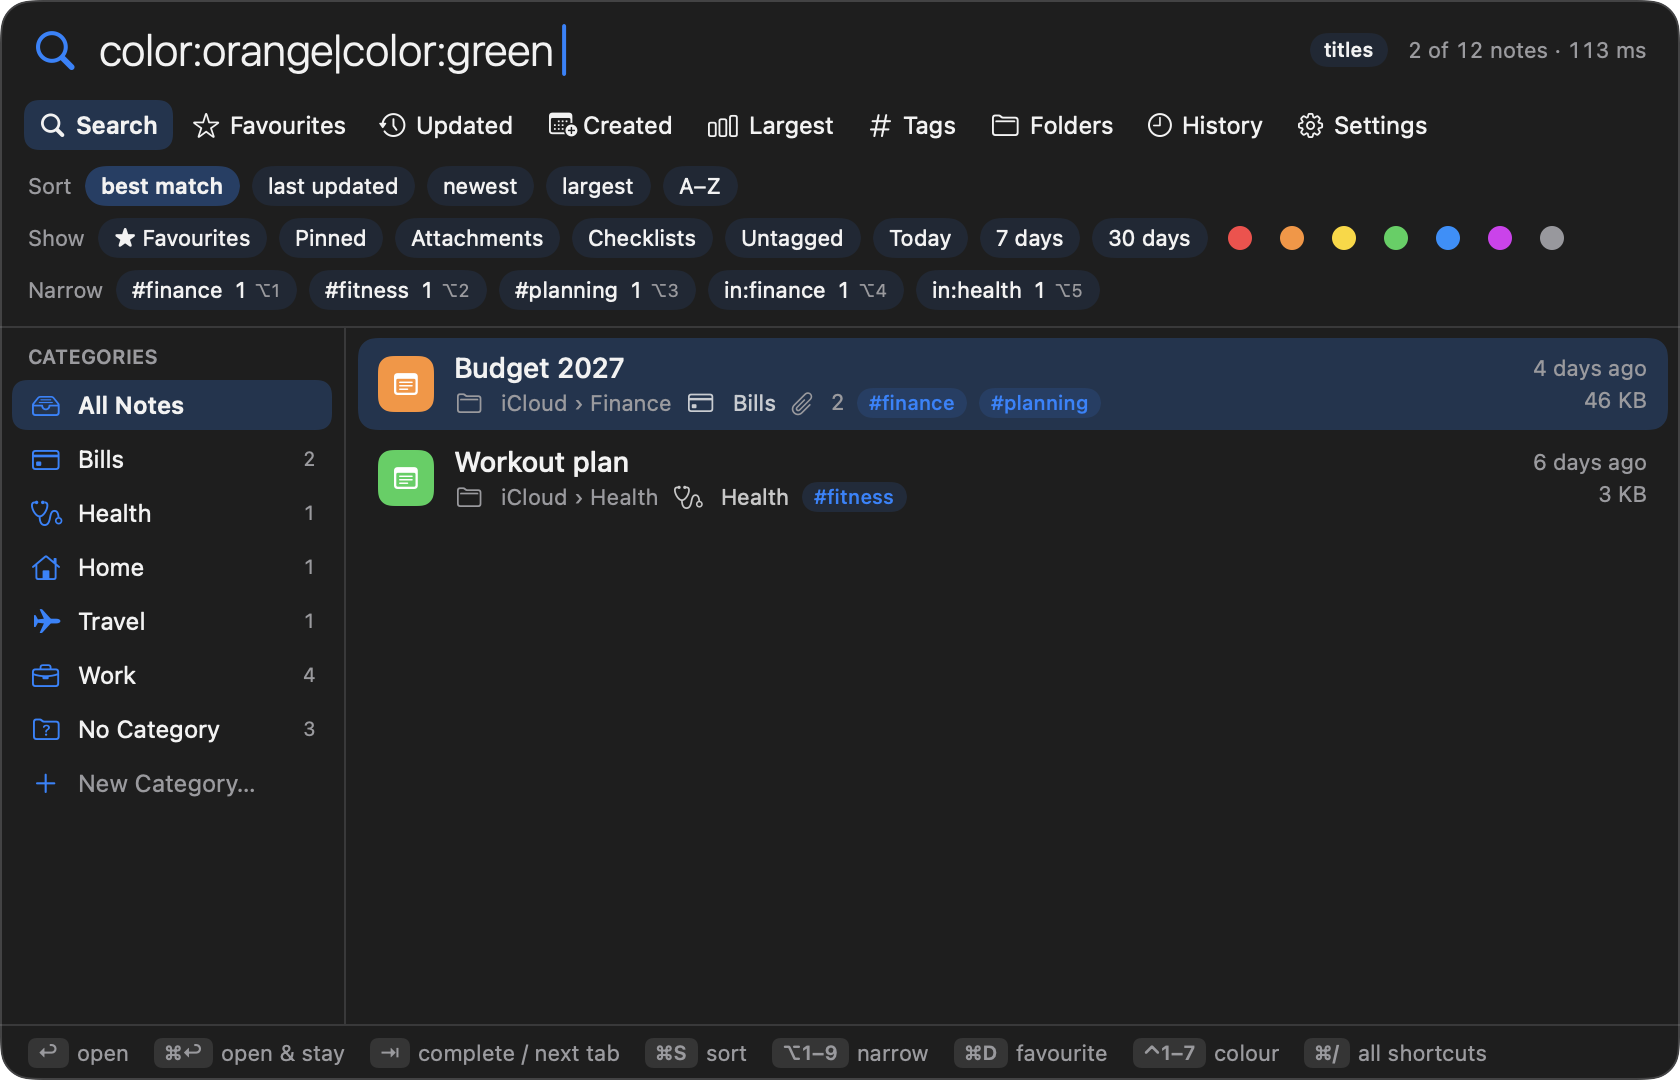 color:orange|color:green
titles 2 of 12 notes · 113 ms
Search Favourites Updated Created Largest Tags Folders History Settings
Sort best match last updated newest largest A–Z
Show ★ Favourites Pinned Attachments Checklists Untagged Today 7 days 30 days
Narrow #finance 1 ⌥1 #fitness 1 ⌥2 #planning 1 ⌥3 in:finance 1 ⌥4 in:health 1 ⌥5
CATEGORIES
All Notes
Bills 2
Health 1
Home 1
Travel 1
Work 4
No Category 3
New Category...
Budget 2027 4 days ago
iCloud › Finance Bills 2 #finance #planning 46 KB
Workout plan 6 days ago
iCloud › Health Health #fitness 3 KB
↩ open ⌘↩ open & stay ⇥ complete / next tab ⌘S sort ⌥1–9 narrow ⌘D favourite ^1–7 colour ⌘/ all shortcuts